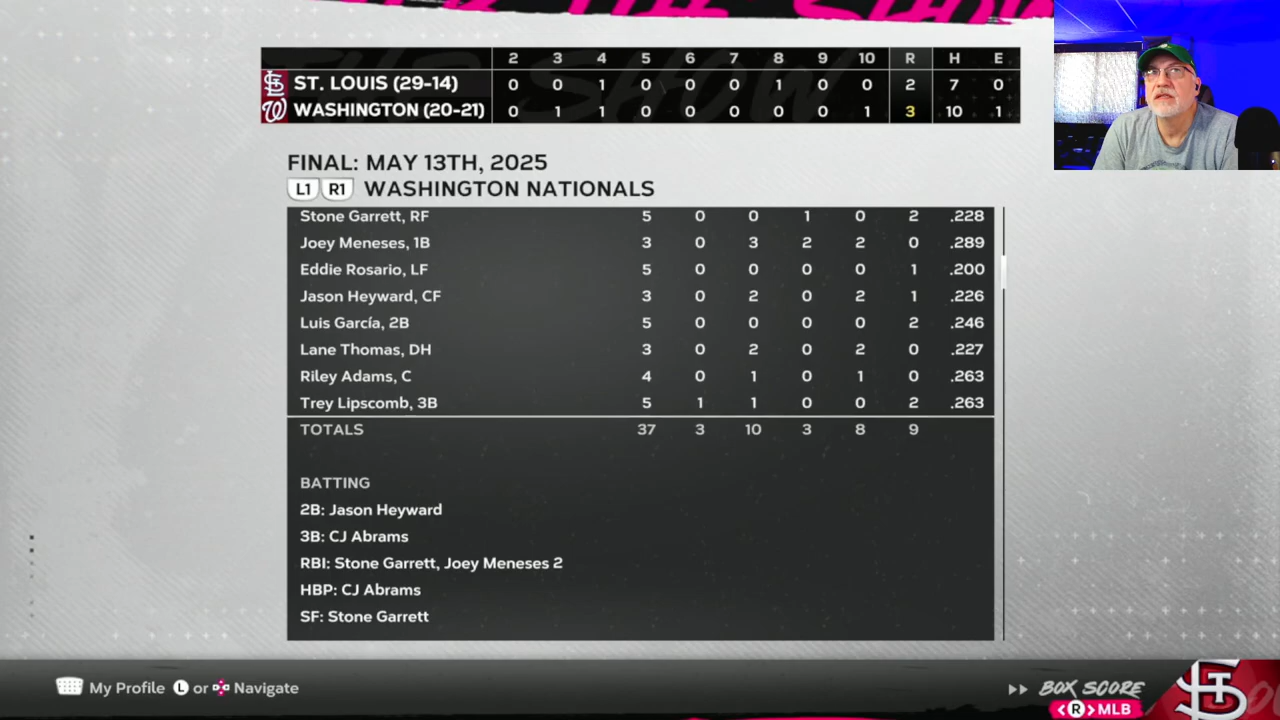 2 3 4 5 6 7 8 9 10 R H E
ST. LOUIS (29-14) 0 0 1 0 0 0 1 0 0 2 7 0
WASHINGTON (20-21) 0 1 1 0 0 0 0 0 1 3 10 1
FINAL: MAY 13TH, 2025
L1 R1 WASHINGTON NATIONALS
Stone Garrett, RF 5 0 0 1 0 2 .228
Joey Meneses, 1B 3 0 3 2 2 0 .289
Eddie Rosario, LF 5 0 0 0 0 1 .200
Jason Heyward, CF 3 0 2 0 2 1 .226
Luis García, 2B 5 0 0 0 0 2 .246
Lane Thomas, DH 3 0 2 0 2 0 .227
Riley Adams, C 4 0 1 0 1 0 .263
Trey Lipscomb, 3B 5 1 1 0 0 2 .263
TOTALS 37 3 10 3 8 9
BATTING
2B: Jason Heyward
3B: CJ Abrams
RBI: Stone Garrett, Joey Meneses 2
HBP: CJ Abrams
SF: Stone Garrett
My Profile L or Navigate
BOX SCORE
R MLB